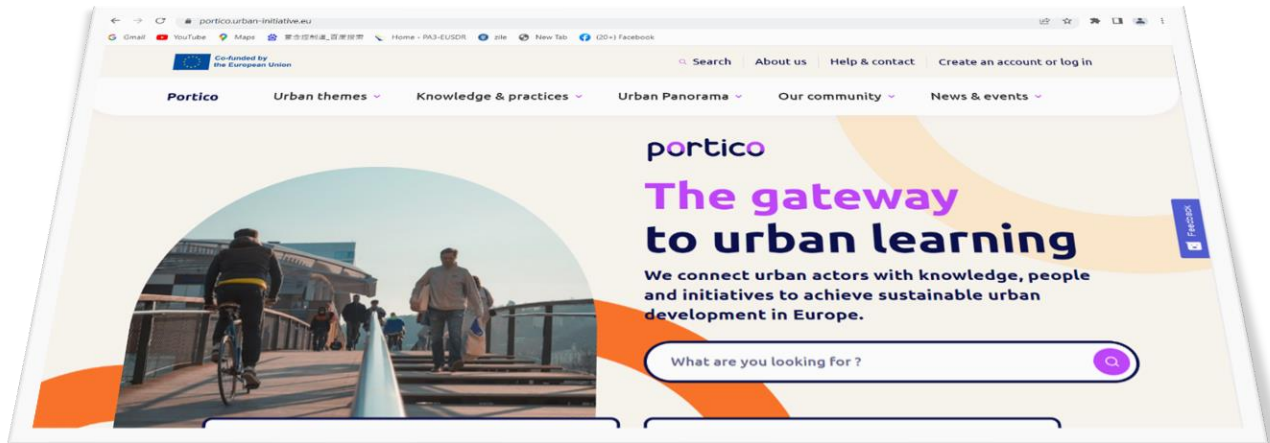 portico.urban-initiative.eu
Gmail YouTube Maps Home - PA3-EUSDR zile New Tab (20+) Facebook
Co-funded by
the European Union
Search About us Help & contact Create an account or log in
Portico Urban themes Knowledge & practices Urban Panorama Our community News & events
portico
The gateway
to urban learning
We connect urban actors with knowledge, people
and initiatives to achieve sustainable urban
development in Europe.
What are you looking for ?
Feedback